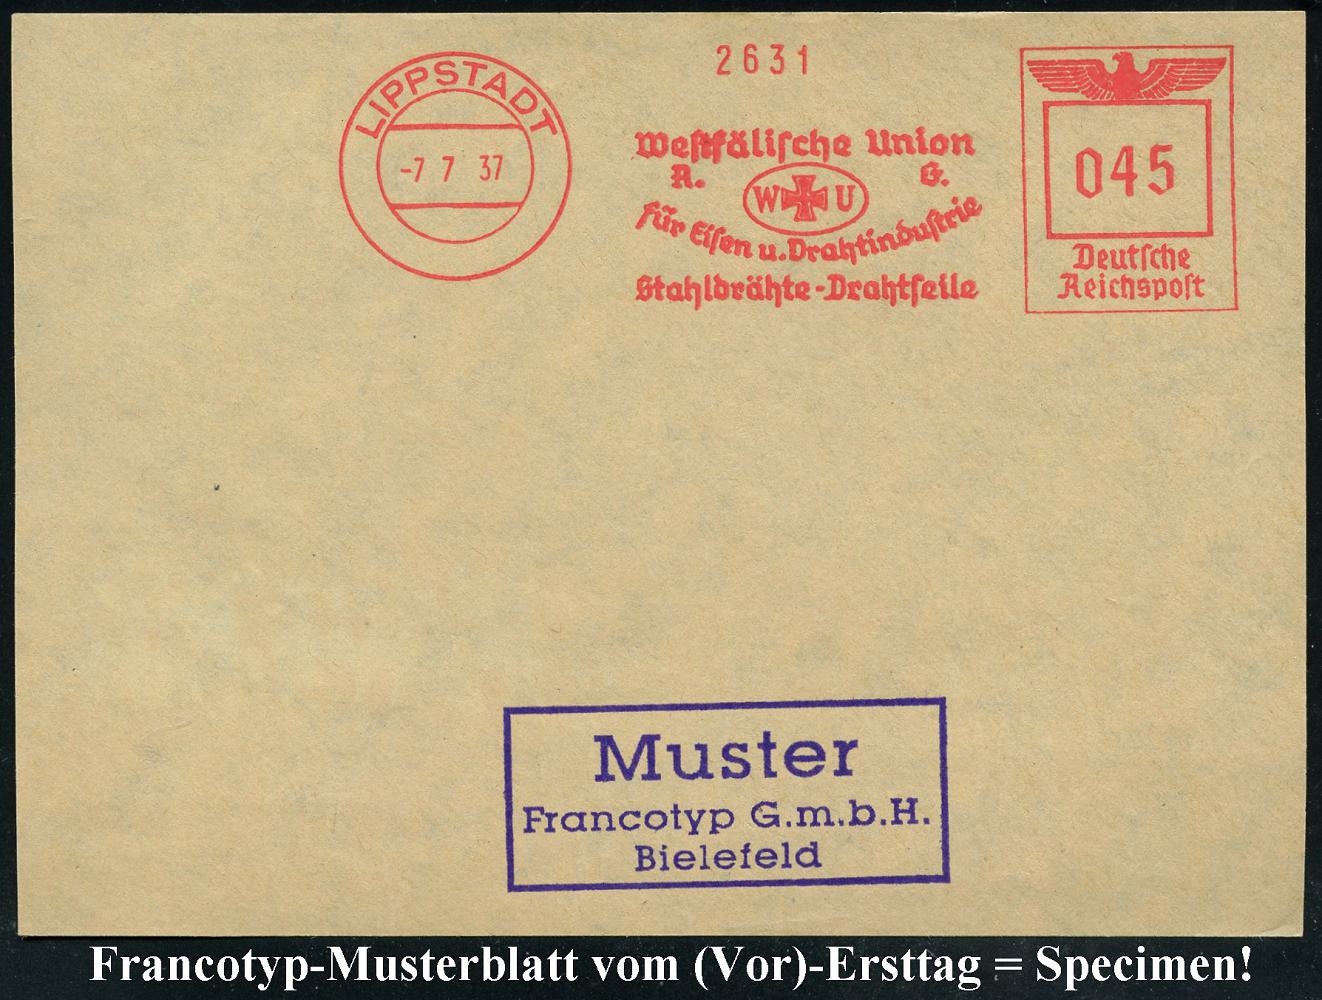 LIPPSTADT
-7 7 37
2631
Westfälische Union
A. G.
W U
für Eisen u. Drahtindustrie
Stahldrähte-Drahtseile
045
Deutsche
Reichspost
Muster
Francotyp G.m.b.H.
Bielefeld
Francotyp-Musterblatt vom (Vor)-Ersttag = Specimen!